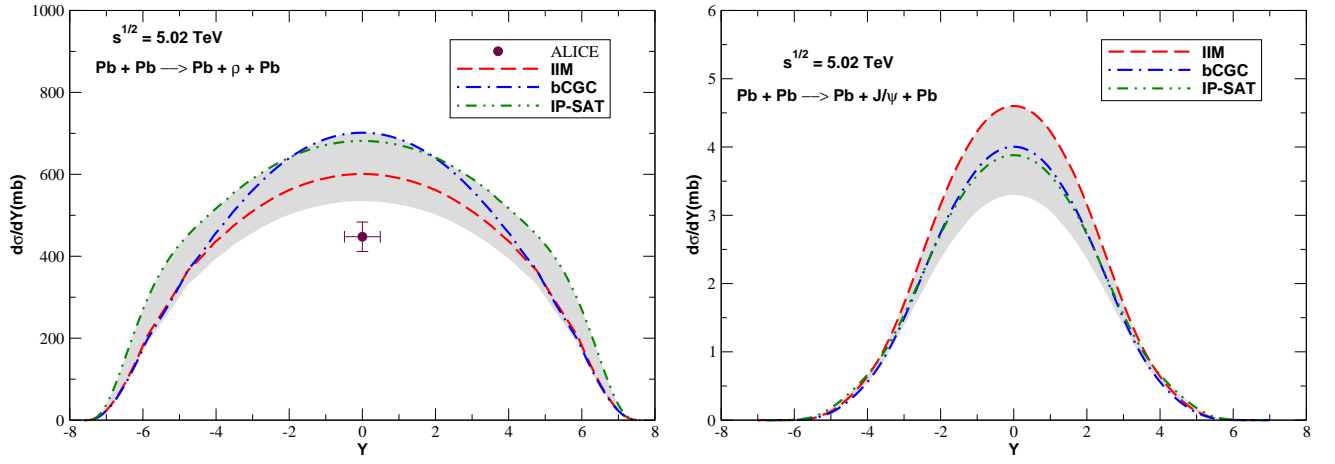 s^1/2 = 5.02 TeV
Pb + Pb —> Pb + ρ + Pb
ALICE
IIM
bCGC
IP-SAT
1000
800
600
400
200
0
-8 -6 -4 -2 0 2 4 6 8
Y
dσ/dY(mb)
s^1/2 = 5.02 TeV
Pb + Pb —> Pb + J/ψ + Pb
IIM
bCGC
IP-SAT
6
5
4
3
2
1
0
-8 -6 -4 -2 0 2 4 6 8
Y
dσ/dY(mb)